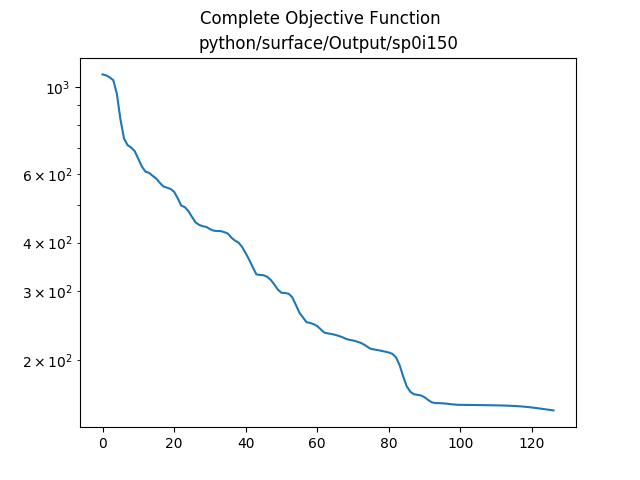 Complete Objective Function
python/surface/Output/sp0i150
10³
6 × 10²
4 × 10²
3 × 10²
2 × 10²
0 20 40 60 80 100 120